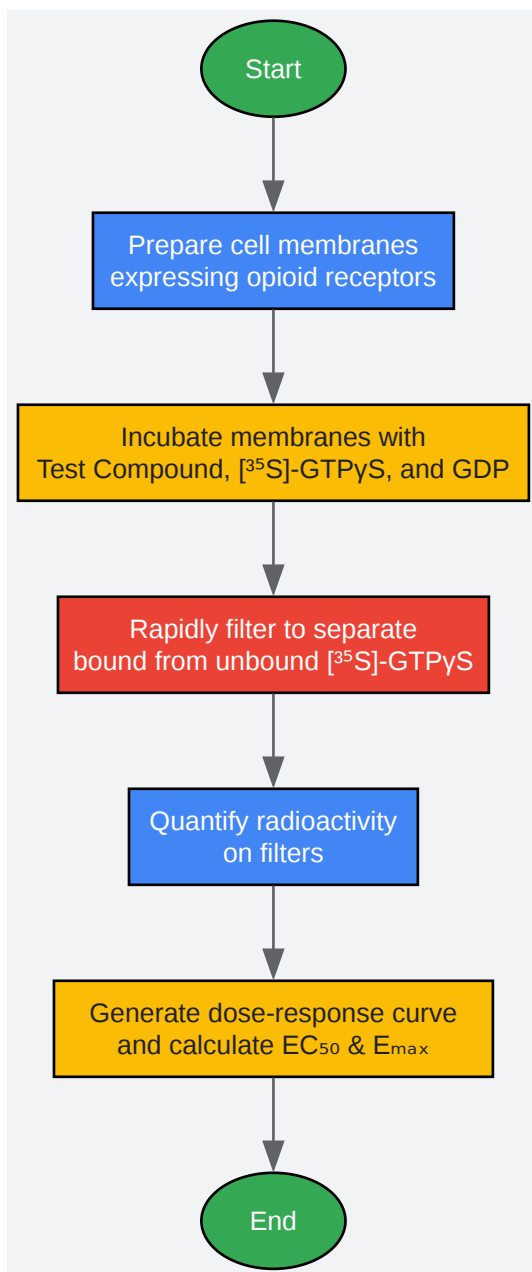 Start
Prepare cell membranes
expressing opioid receptors
Incubate membranes with
Test Compound, [³⁵S]-GTPγS, and GDP
Rapidly filter to separate
bound from unbound [³⁵S]-GTPγS
Quantify radioactivity
on filters
Generate dose-response curve
and calculate EC₅₀ & Eₘₐₓ
End